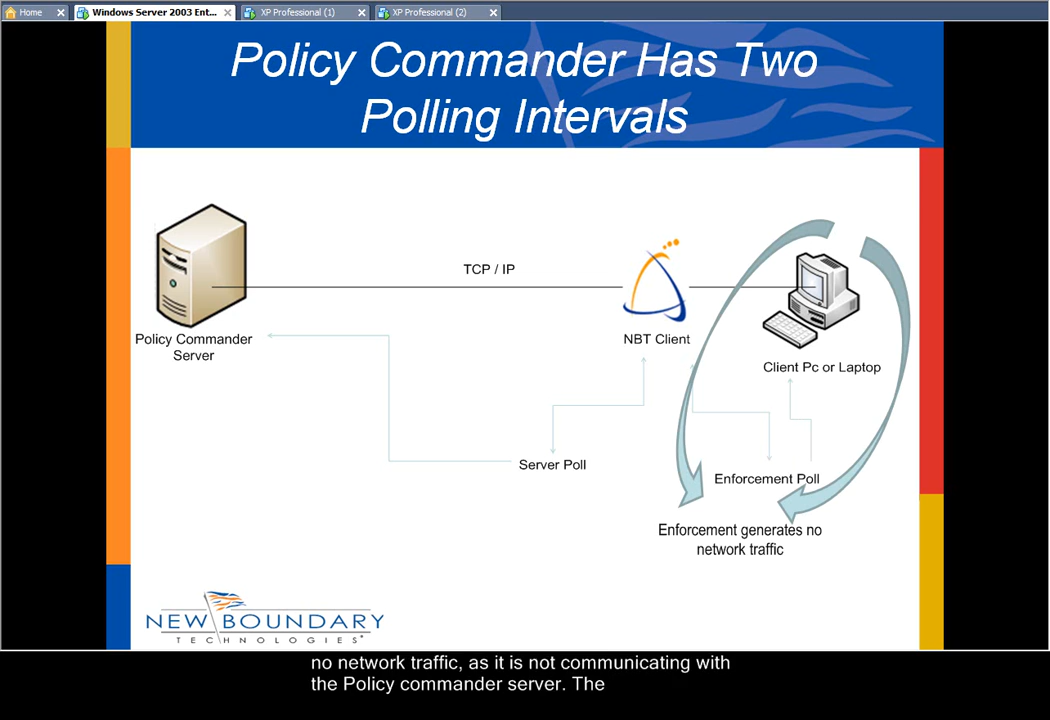 Home
Windows Server 2003 Ent...
XP Professional (1)
XP Professional (2)
Policy Commander Has Two
Polling Intervals
TCP / IP
Policy Commander
Server
NBT Client
Client Pc or Laptop
Server Poll
Enforcement Poll
Enforcement generates no
network traffic
NEW BOUNDARY
TECHNOLOGIES®
no network traffic, as it is not communicating with
the Policy commander server. The